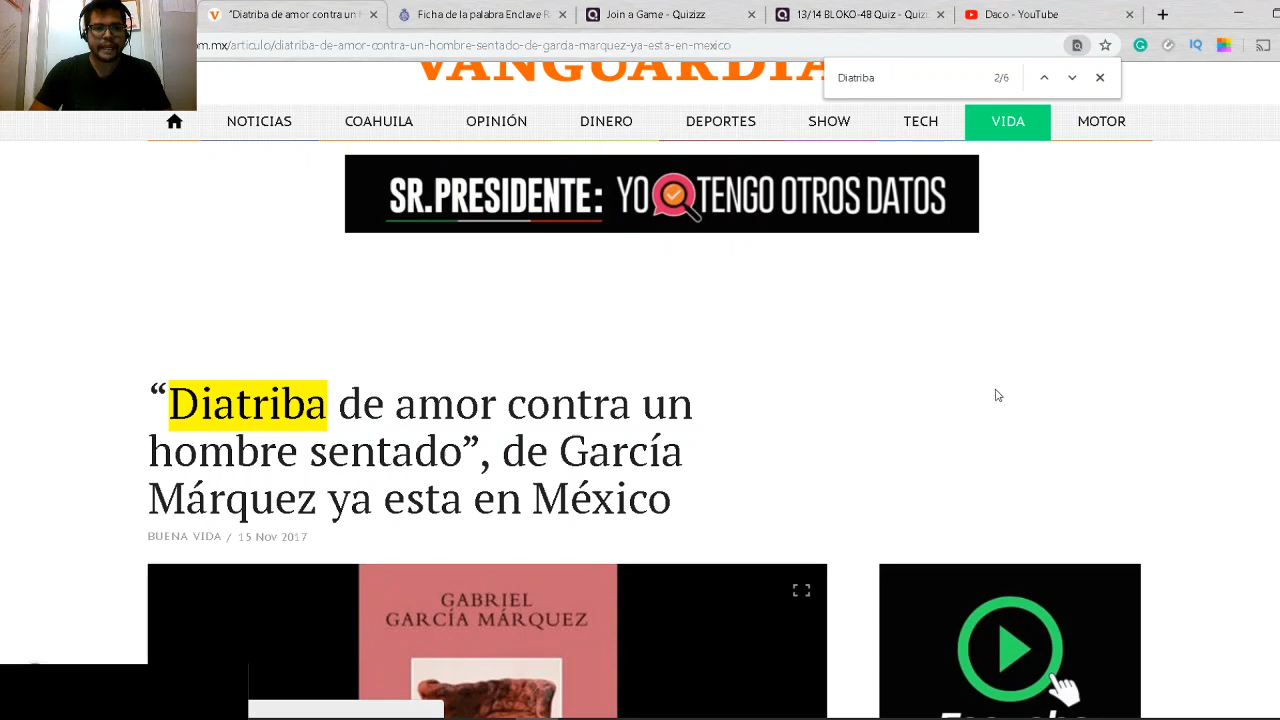 "Diatriba de amor contra un h
Ficha de la palabra Enclave R
Join a Game - Quizizz
13/14 BLOKO-4B Quiz - Quiz
Daco - YouTube
om.mx/articulo/diatriba-de-amor-contra-un-hombre-sentado-de-garcia-marquez-ya-esta-en-mexico
Diatriba 2/6
VANGUARDIA
NOTICIAS COAHUILA OPINIÓN DINERO DEPORTES SHOW TECH VIDA MOTOR
SR.PRESIDENTE: YO TENGO OTROS DATOS
“Diatriba de amor contra un
hombre sentado”, de García
Márquez ya esta en México
BUENA VIDA / 15 Nov 2017
GABRIEL
GARCÍA MÁRQUEZ